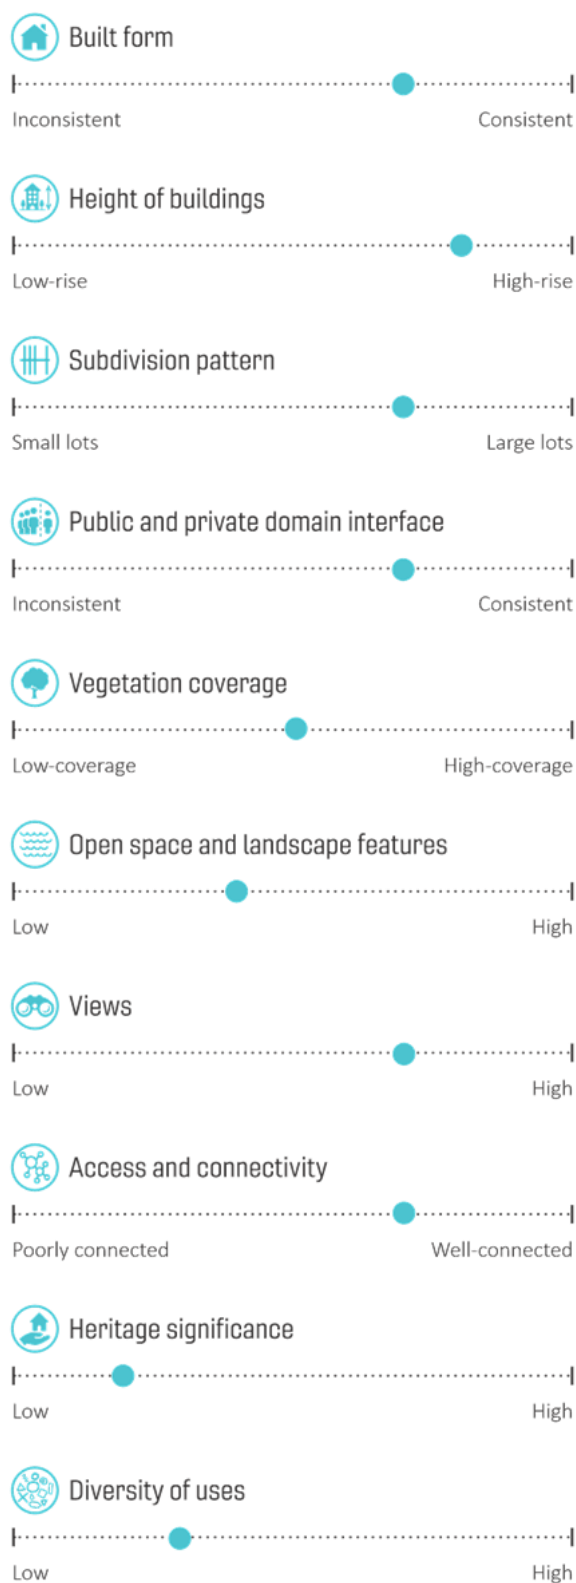 Built form
Inconsistent Consistent
Height of buildings
Low-rise High-rise
Subdivision pattern
Small lots Large lots
Public and private domain interface
Inconsistent Consistent
Vegetation coverage
Low-coverage High-coverage
Open space and landscape features
Low High
Views
Low High
Access and connectivity
Poorly connected Well-connected
Heritage significance
Low High
Diversity of uses
Low High